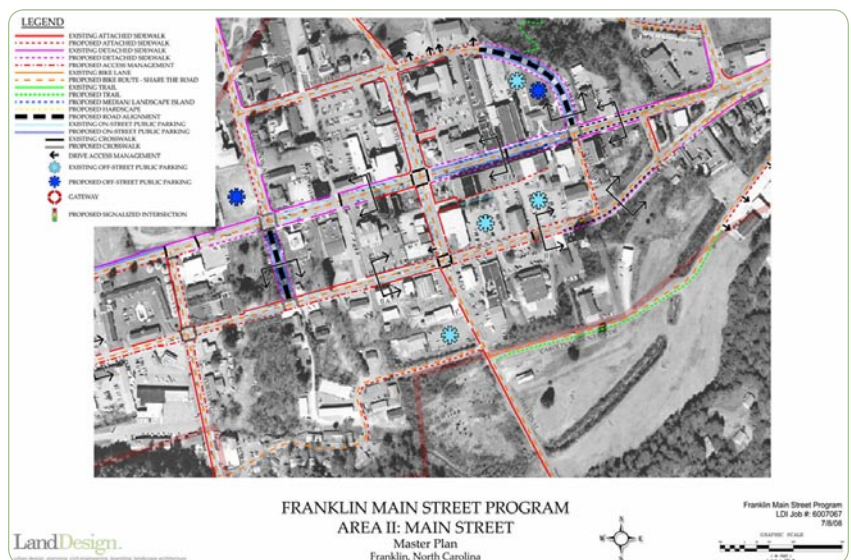 LEGEND
EXISTING ATTACHED SIDEWALK
PROPOSED ATTACHED SIDEWALK
EXISTING DETACHED SIDEWALK
PROPOSED DETACHED SIDEWALK
PROPOSED ACCESS MANAGEMENT
EXISTING BIKE LANE
PROPOSED BIKE ROUTE - SHARE THE ROAD
EXISTING TRAIL
PROPOSED TRAIL
PROPOSED MEDIAN/ LANDSCAPE ISLAND
PROPOSED HARDSCAPE
PROPOSED ROAD ALIGNMENT
EXISTING ON-STREET PUBLIC PARKING
PROPOSED ON-STREET PUBLIC PARKING
EXISTING CROSSWALK
PROPOSED CROSSWALK
DRIVE ACCESS MANAGEMENT
EXISTING OFF-STREET PUBLIC PARKING
PROPOSED OFF-STREET PUBLIC PARKING
GATEWAY
PROPOSED SIGNALIZED INTERSECTION
FRANKLIN MAIN STREET PROGRAM
AREA II: MAIN STREET
Master Plan
Franklin, North Carolina
LandDesign.
N
W
E
S
Franklin Main Street Program
LDI Job #: 6007067
7/8/08
GRAPHIC SCALE